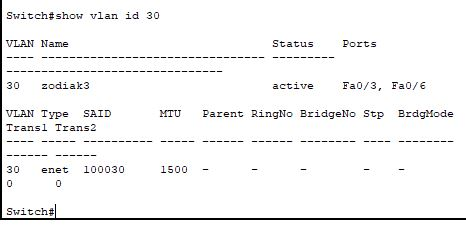 Switch#show vlan id 30
VLAN Name                             Status    Ports
---- -------------------------------- ---------
-------------------------------
30   zodiak3                          active    Fa0/3, Fa0/6
VLAN Type  SAID       MTU   Parent RingNo BridgeNo Stp  BrdgMode
Trans1 Trans2
---- ----- ---------- ----- ------ ------ -------- ---- --------
------ ------
30   enet  100030     1500  -      -      -        -    -
0      0
Switch#